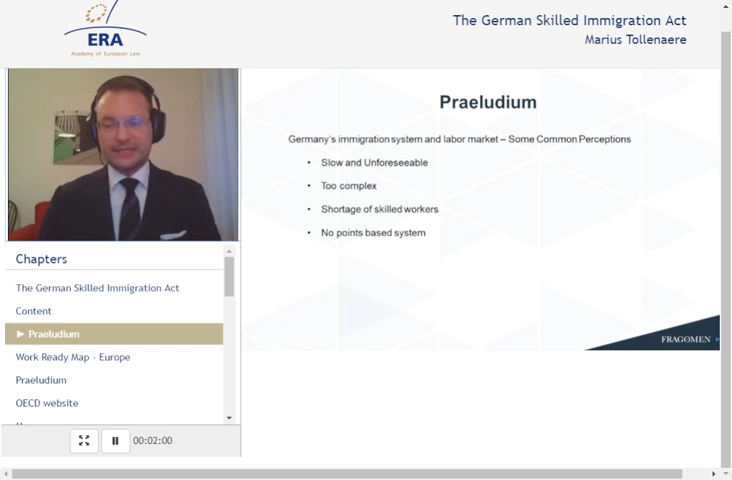 ERA
Academy of European Law
The German Skilled Immigration Act
Marius Tollenaere
Praeludium
Germany's immigration system and labor market – Some Common Perceptions
• Slow and Unforeseeable
• Too complex
• Shortage of skilled workers
• No points based system
FRAGOMEN
Chapters
The German Skilled Immigration Act
Content
► Praeludium
Work Ready Map - Europe
Praeludium
OECD website
00:02:00